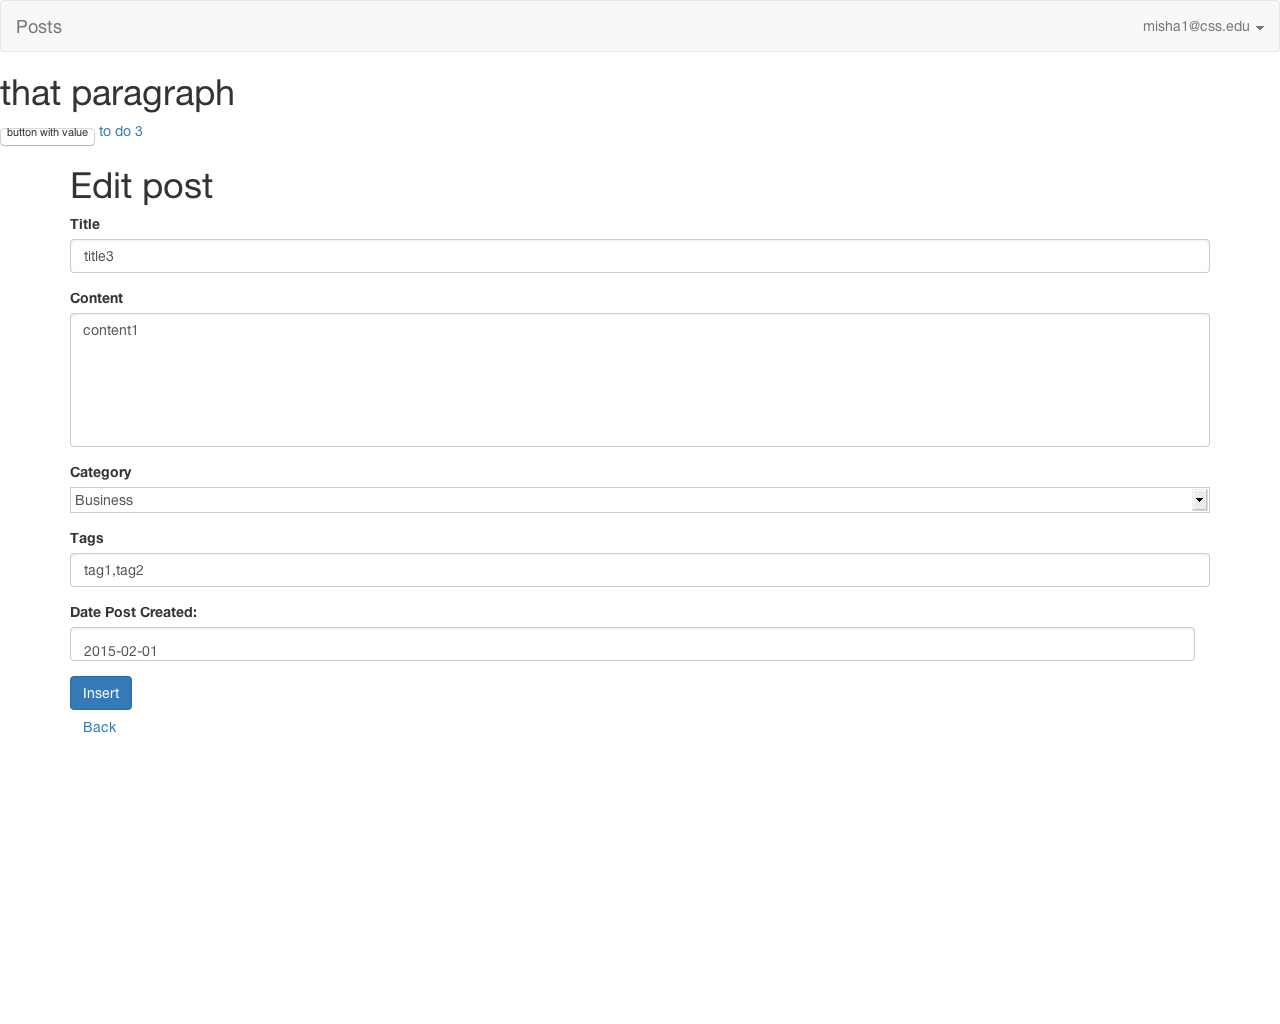 Posts
misha1@css.edu
that paragraph
button with value to do 3
Edit post
Title
title3
Content
content1
Category
Business
Tags
tag1,tag2
Date Post Created:
2015-02-01
Insert
Back